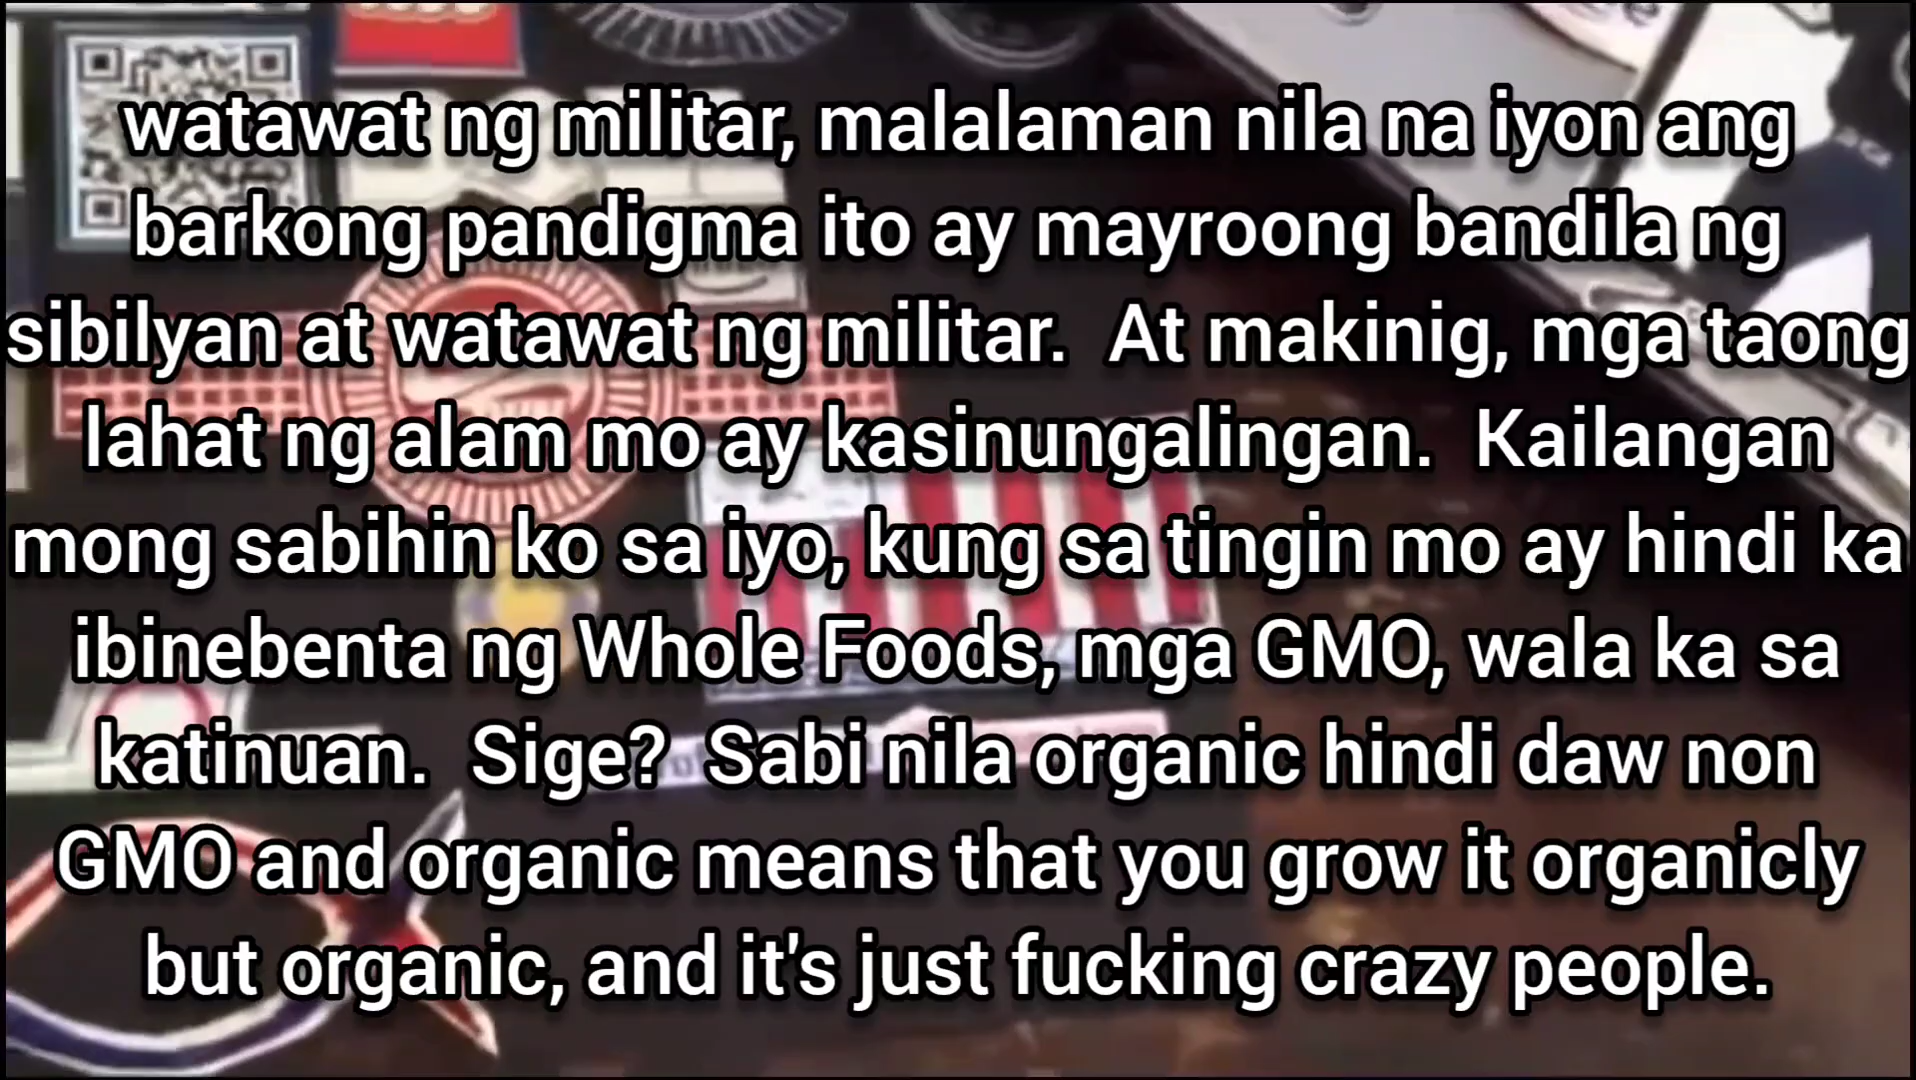 watawat ng militar, malalaman nila na iyon ang
barkong pandigma ito ay mayroong bandila ng
sibilyan at watawat ng militar. At makinig, mga taong
lahat ng alam mo ay kasinungalingan. Kailangan
mong sabihin ko sa iyo, kung sa tingin mo ay hindi ka
ibinebenta ng Whole Foods, mga GMO, wala ka sa
katinuan. Sige? Sabi nila organic hindi daw non
GMO and organic means that you grow it organicly
but organic, and it's just fucking crazy people.